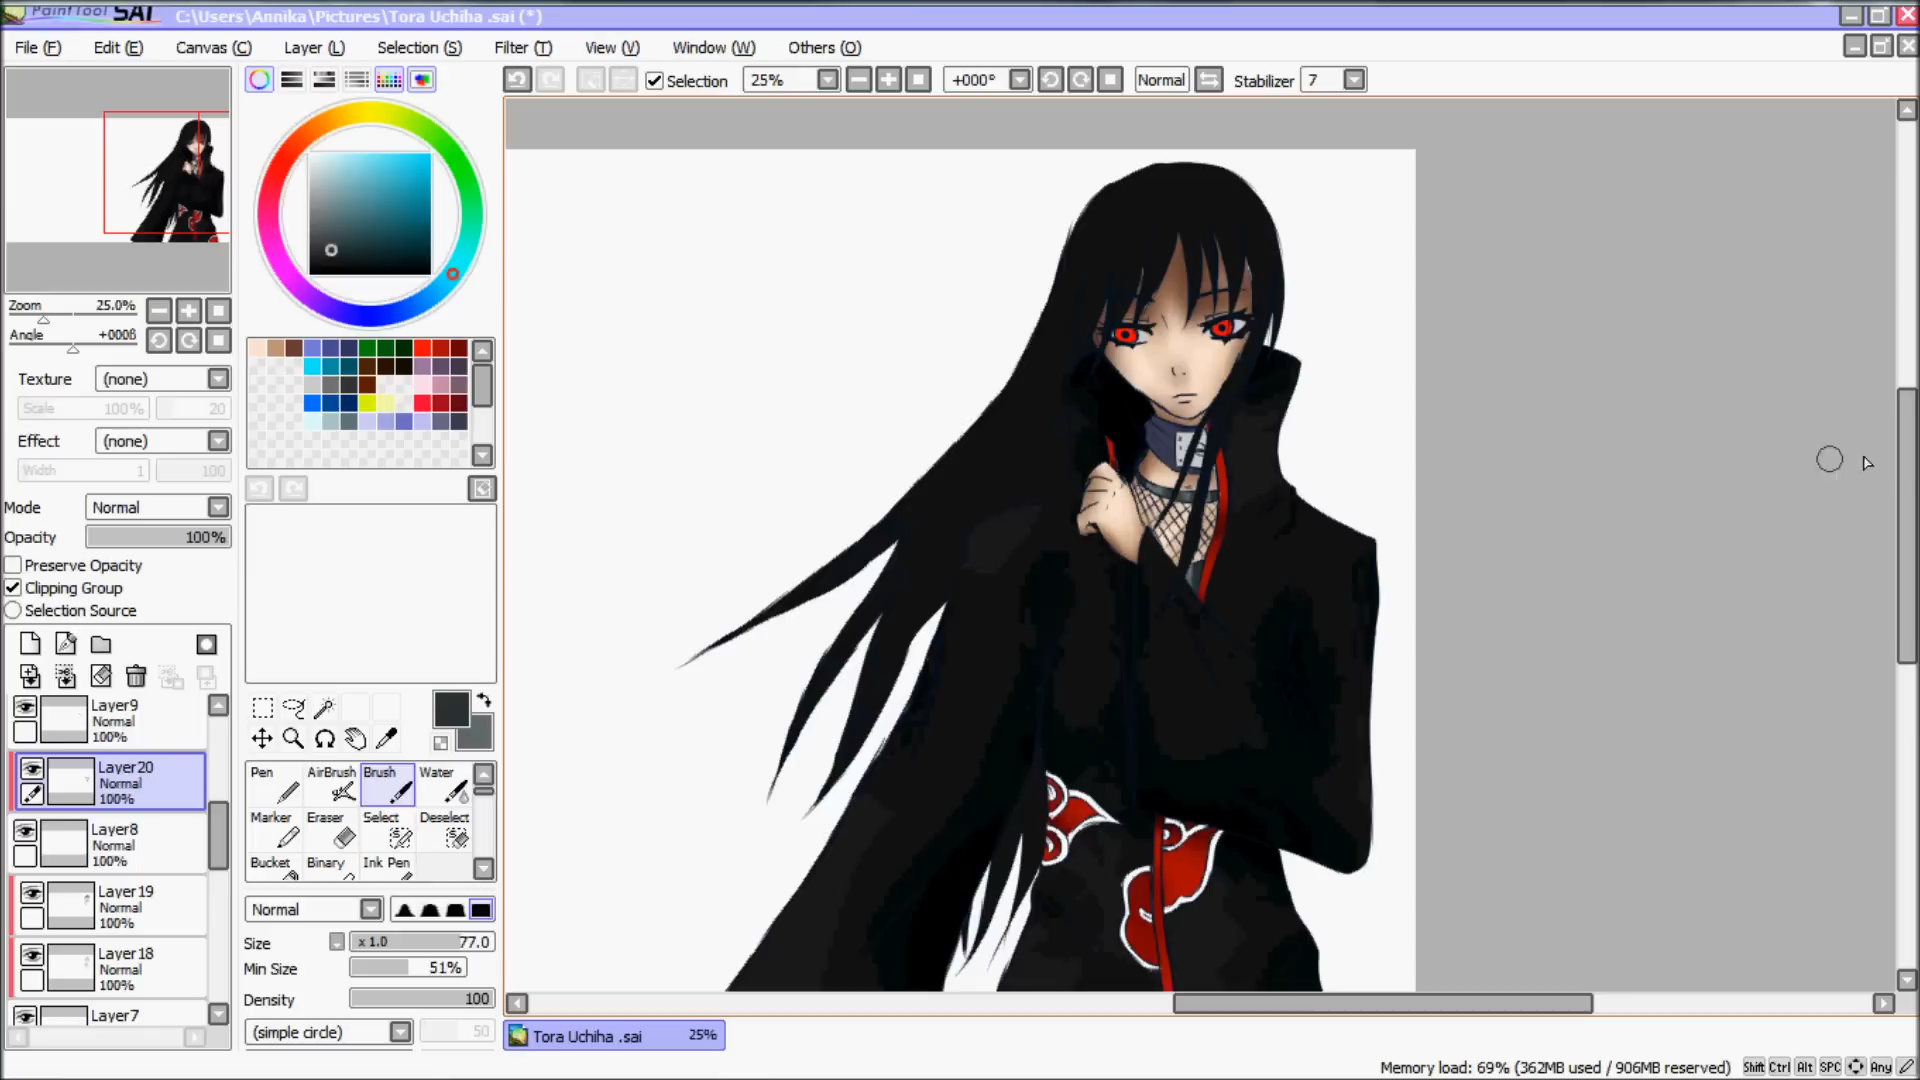 PaintTool SAI C:\Users\Annika\Pictures\Tora Uchiha .sai (*)
File (F) Edit (E) Canvas (C) Layer (L) Selection (S) Filter (T) View (V) Window (W) Others (O)
Selection 25% +000° Normal Stabilizer 7
Zoom 25.0%
Angle +000ß
Texture (none)
Scale 100% 20
Effect (none)
Width 1 100
Mode Normal
Opacity 100%
Preserve Opacity
Clipping Group
Selection Source
Layer9
Normal
100%
Layer20
Normal
100%
Layer8
Normal
100%
Layer19
Normal
100%
Layer18
Normal
100%
Layer7
Pen AirBrush Brush Water
Marker Eraser Select Deselect
Bucket Binary Ink Pen
Normal
Size x 1.0 77.0
Min Size 51%
Density 100
(simple circle) 50
Tora Uchiha .sai 25%
Memory load: 69% (362MB used / 906MB reserved) Shift Ctrl Alt SPC Any